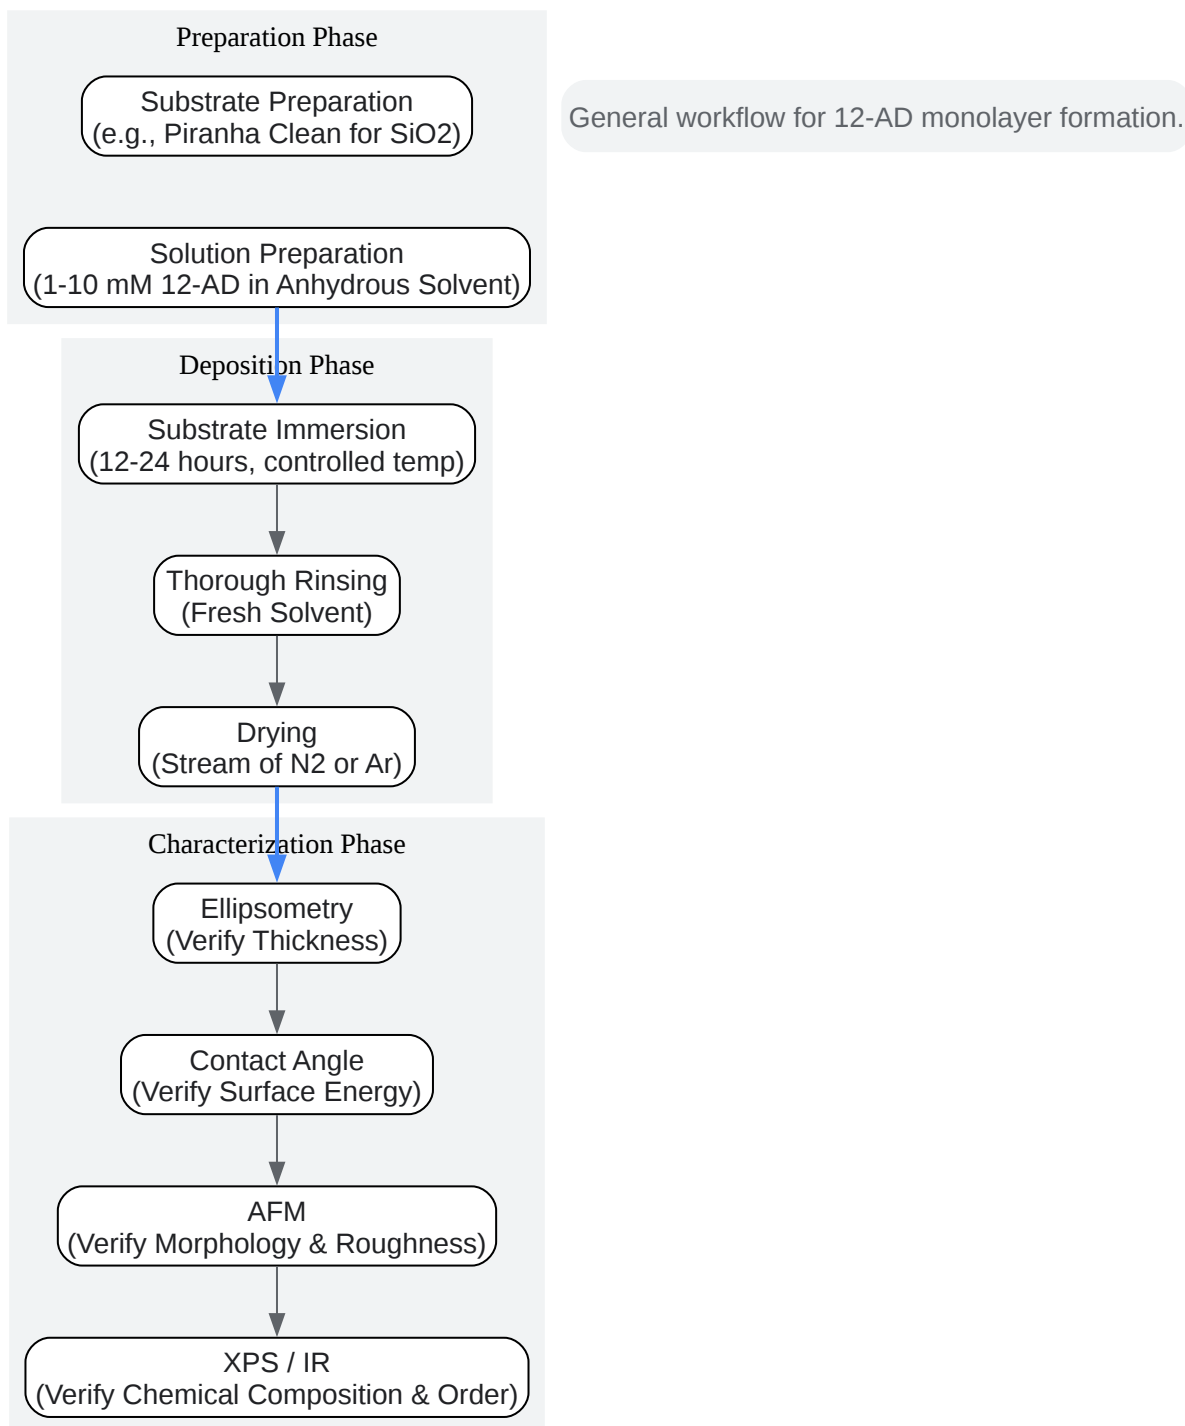 Preparation Phase
Substrate Preparation
(e.g., Piranha Clean for SiO2)
General workflow for 12-AD monolayer formation.
Solution Preparation
(1-10 mM 12-AD in Anhydrous Solvent)
Deposition Phase
Substrate Immersion
(12-24 hours, controlled temp)
Thorough Rinsing
(Fresh Solvent)
Drying
(Stream of N2 or Ar)
Characterization Phase
Ellipsometry
(Verify Thickness)
Contact Angle
(Verify Surface Energy)
AFM
(Verify Morphology & Roughness)
XPS / IR
(Verify Chemical Composition & Order)